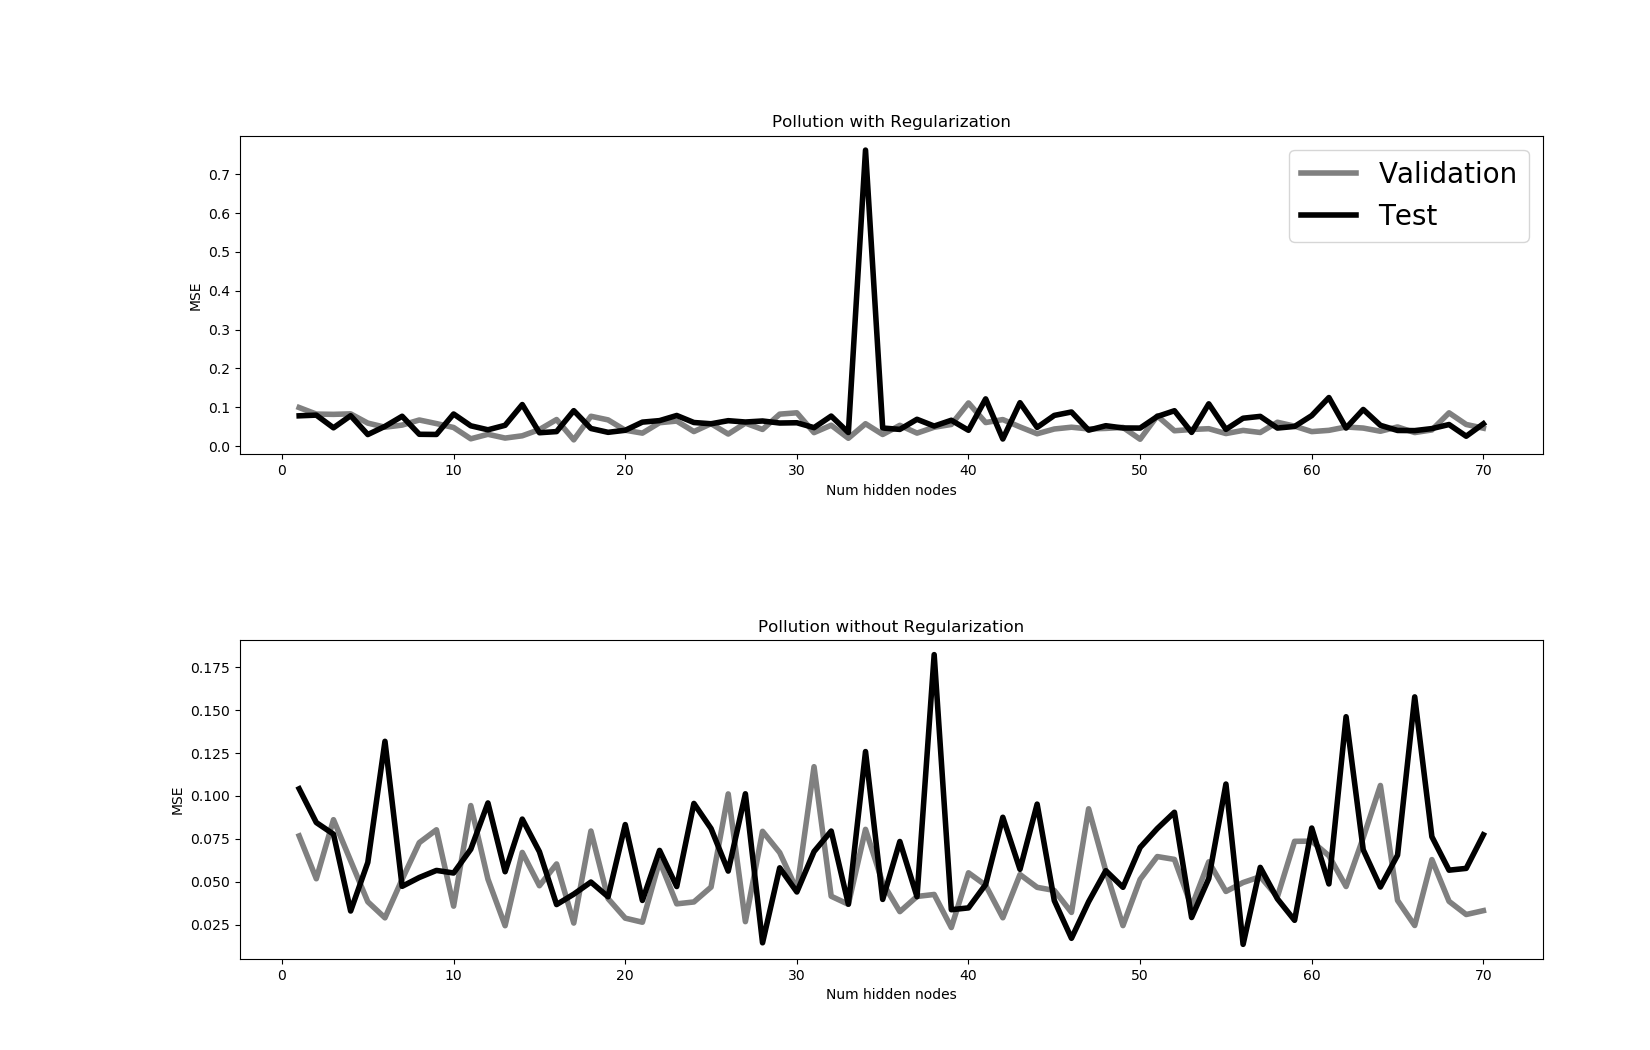 Pollution with Regularization
Validation
Test
0.7
0.6
0.5
0.4
0.3
0.2
0.1
0.0
MSE
0 10 20 30 40 50 60 70
Num hidden nodes
Pollution without Regularization
0.175
0.150
0.125
0.100
0.075
0.050
0.025
MSE
0 10 20 30 40 50 60 70
Num hidden nodes